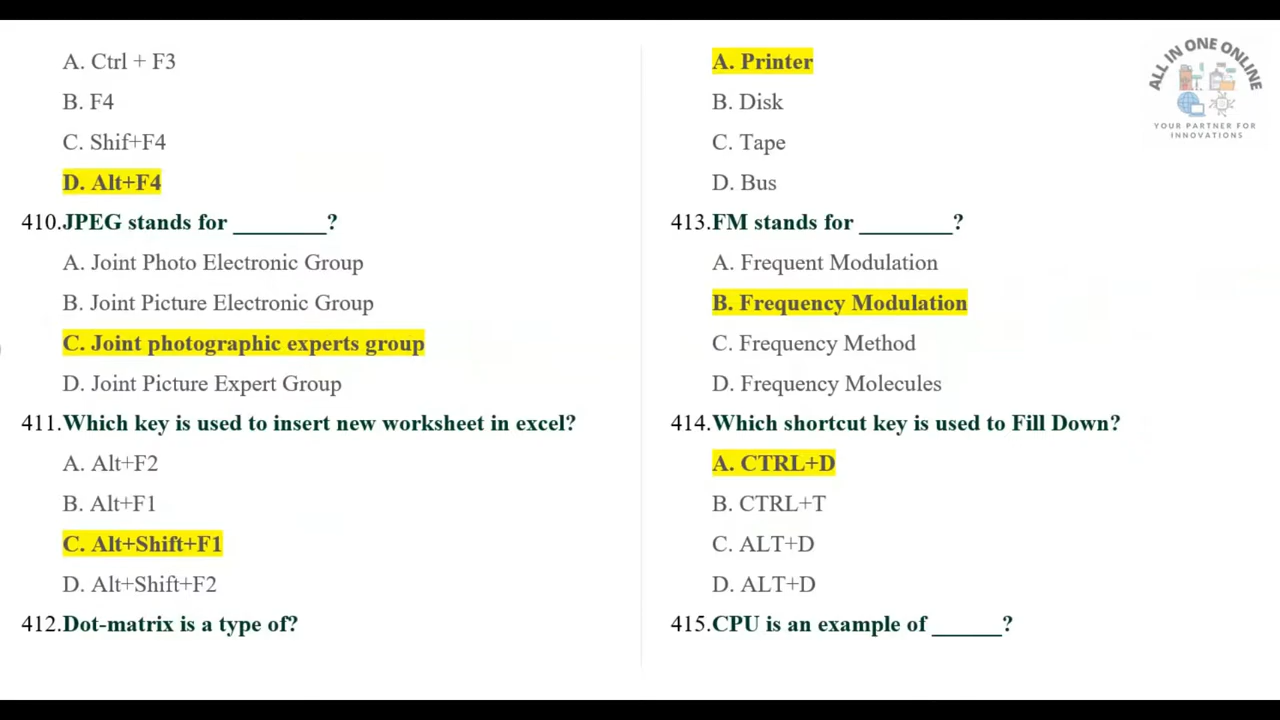 A. Ctrl + F3
B. F4
C. Shif+F4
D. Alt+F4
410.JPEG stands for ________?
A. Joint Photo Electronic Group
B. Joint Picture Electronic Group
C. Joint photographic experts group
D. Joint Picture Expert Group
411.Which key is used to insert new worksheet in excel?
A. Alt+F2
B. Alt+F1
C. Alt+Shift+F1
D. Alt+Shift+F2
412.Dot-matrix is a type of?
A. Printer
B. Disk
C. Tape
D. Bus
413.FM stands for ________?
A. Frequent Modulation
B. Frequency Modulation
C. Frequency Method
D. Frequency Molecules
414.Which shortcut key is used to Fill Down?
A. CTRL+D
B. CTRL+T
C. ALT+D
D. ALT+D
415.CPU is an example of ______?
ALL IN ONE ONLINE
YOUR PARTNER FOR
INNOVATIONS